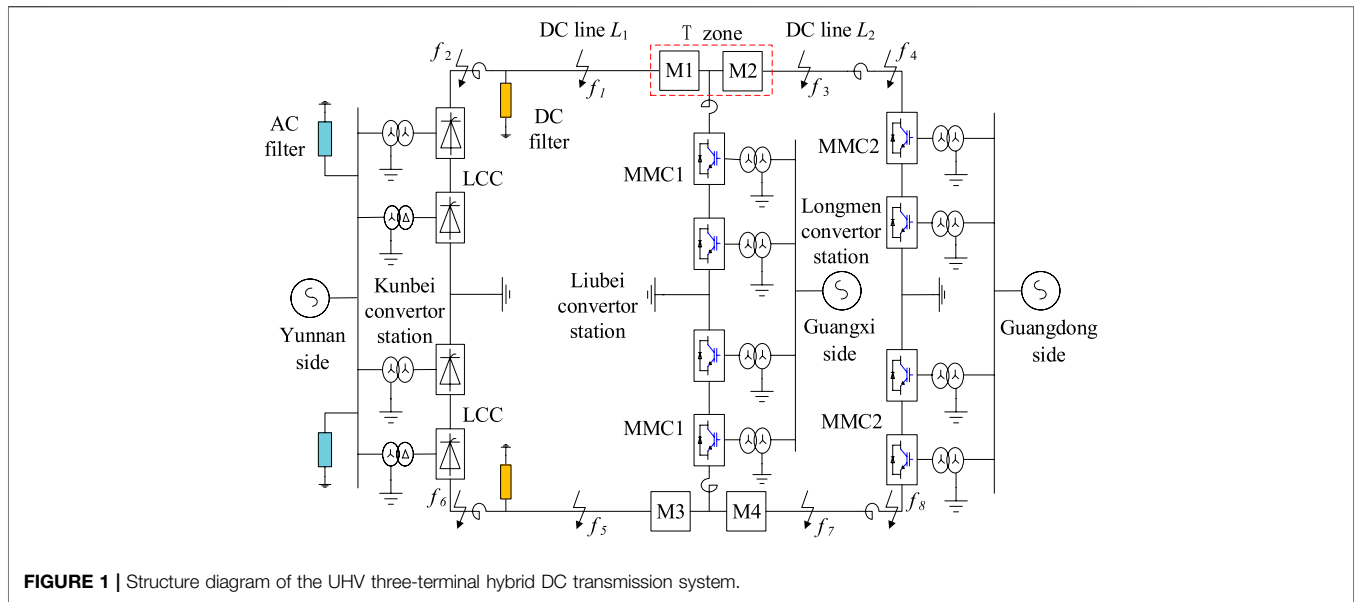 DC line L1
T zone
DC line L2
f2
f4
M1
M2
f1
f3
AC
filter
DC
filter
LCC
MMC1
MMC2
Longmen
convertor
station
Kunbei
convertor
station
Liubei
convertor
station
Yunnan
side
Guangxi
side
Guangdong
side
LCC
MMC1
MMC2
f6
f5
M3
M4
f7
f8
FIGURE 1 | Structure diagram of the UHV three-terminal hybrid DC transmission system.